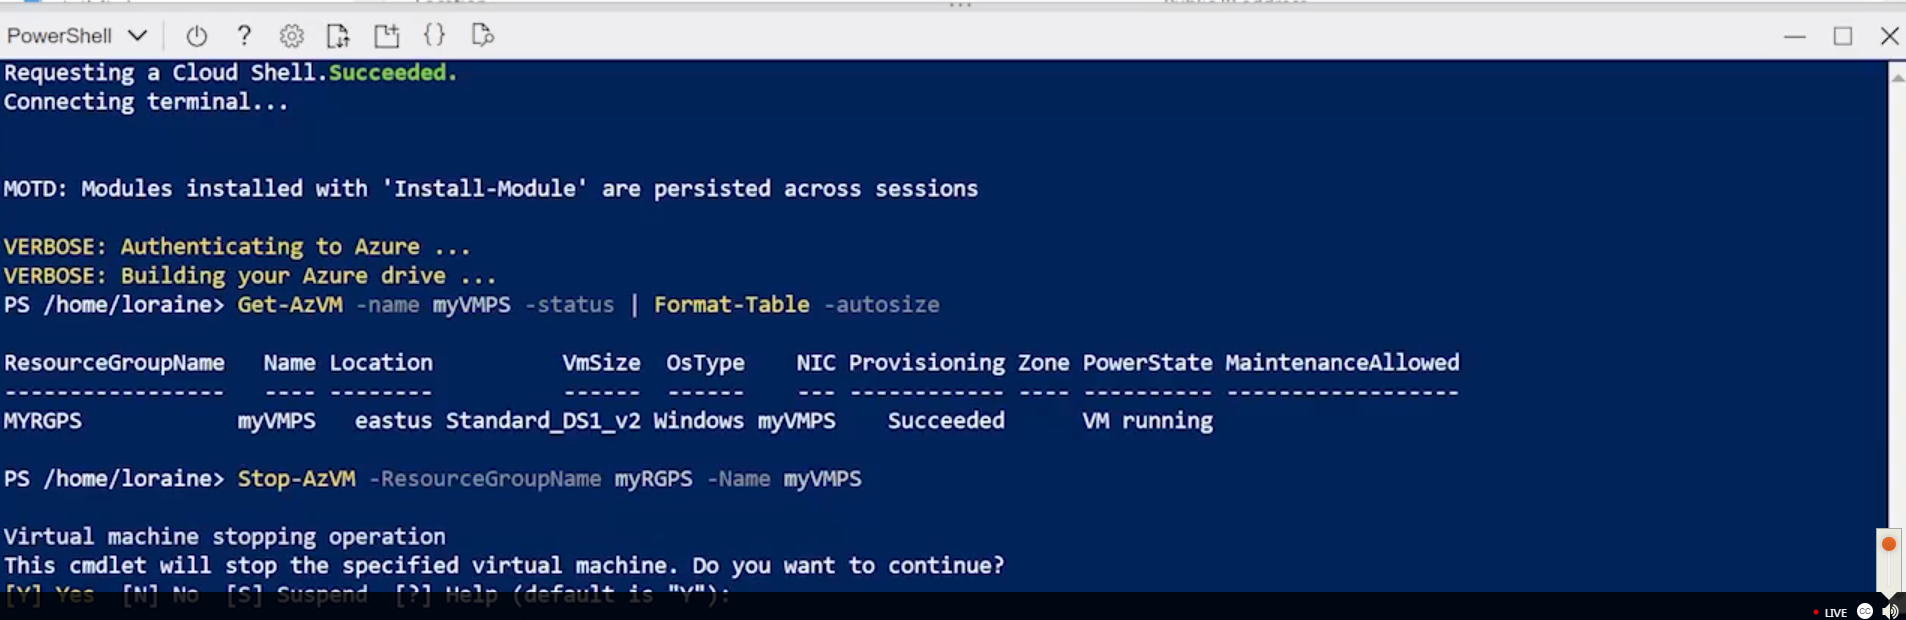 PowerShell
Requesting a Cloud Shell.Succeeded.
Connecting terminal...
MOTD: Modules installed with 'Install-Module' are persisted across sessions
VERBOSE: Authenticating to Azure ...
VERBOSE: Building your Azure drive ...
PS /home/loraine> Get-AzVM -name myVMPS -status | Format-Table -autosize
ResourceGroupName Name Location VmSize OsType NIC Provisioning Zone PowerState MaintenanceAllowed
----------------- ---- -------- ------ ------ --- ------------ ---- ---------- ------------------
MYRGPS myVMPS eastus Standard_DS1_v2 Windows myVMPS Succeeded VM running
PS /home/loraine> Stop-AzVM -ResourceGroupName myRGPS -Name myVMPS
Virtual machine stopping operation
This cmdlet will stop the specified virtual machine. Do you want to continue?
[Y] Yes [N] No [S] Suspend [?] Help (default is "Y"):
LIVE CC